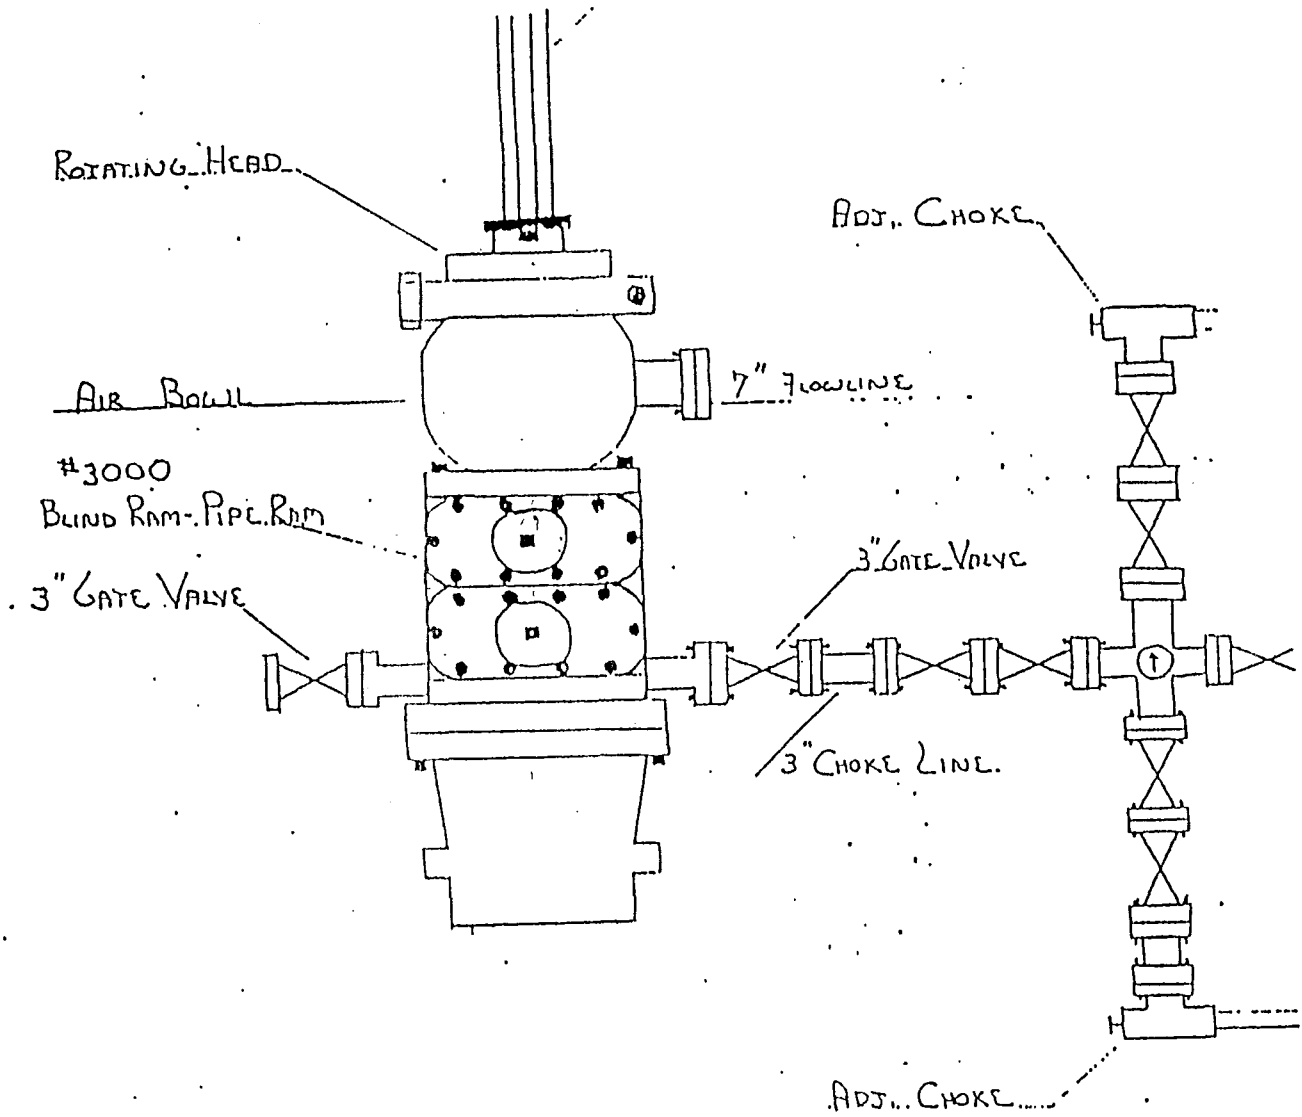 ROTATING HEAD
ADJ. CHOKE
AIR BOWL
7" FLOWLINE
#3000
BLIND RAM-PIPE RAM
3" GATE VALVE
3" GATE VALVE
3" CHOKE LINE.
ADJ. CHOKE